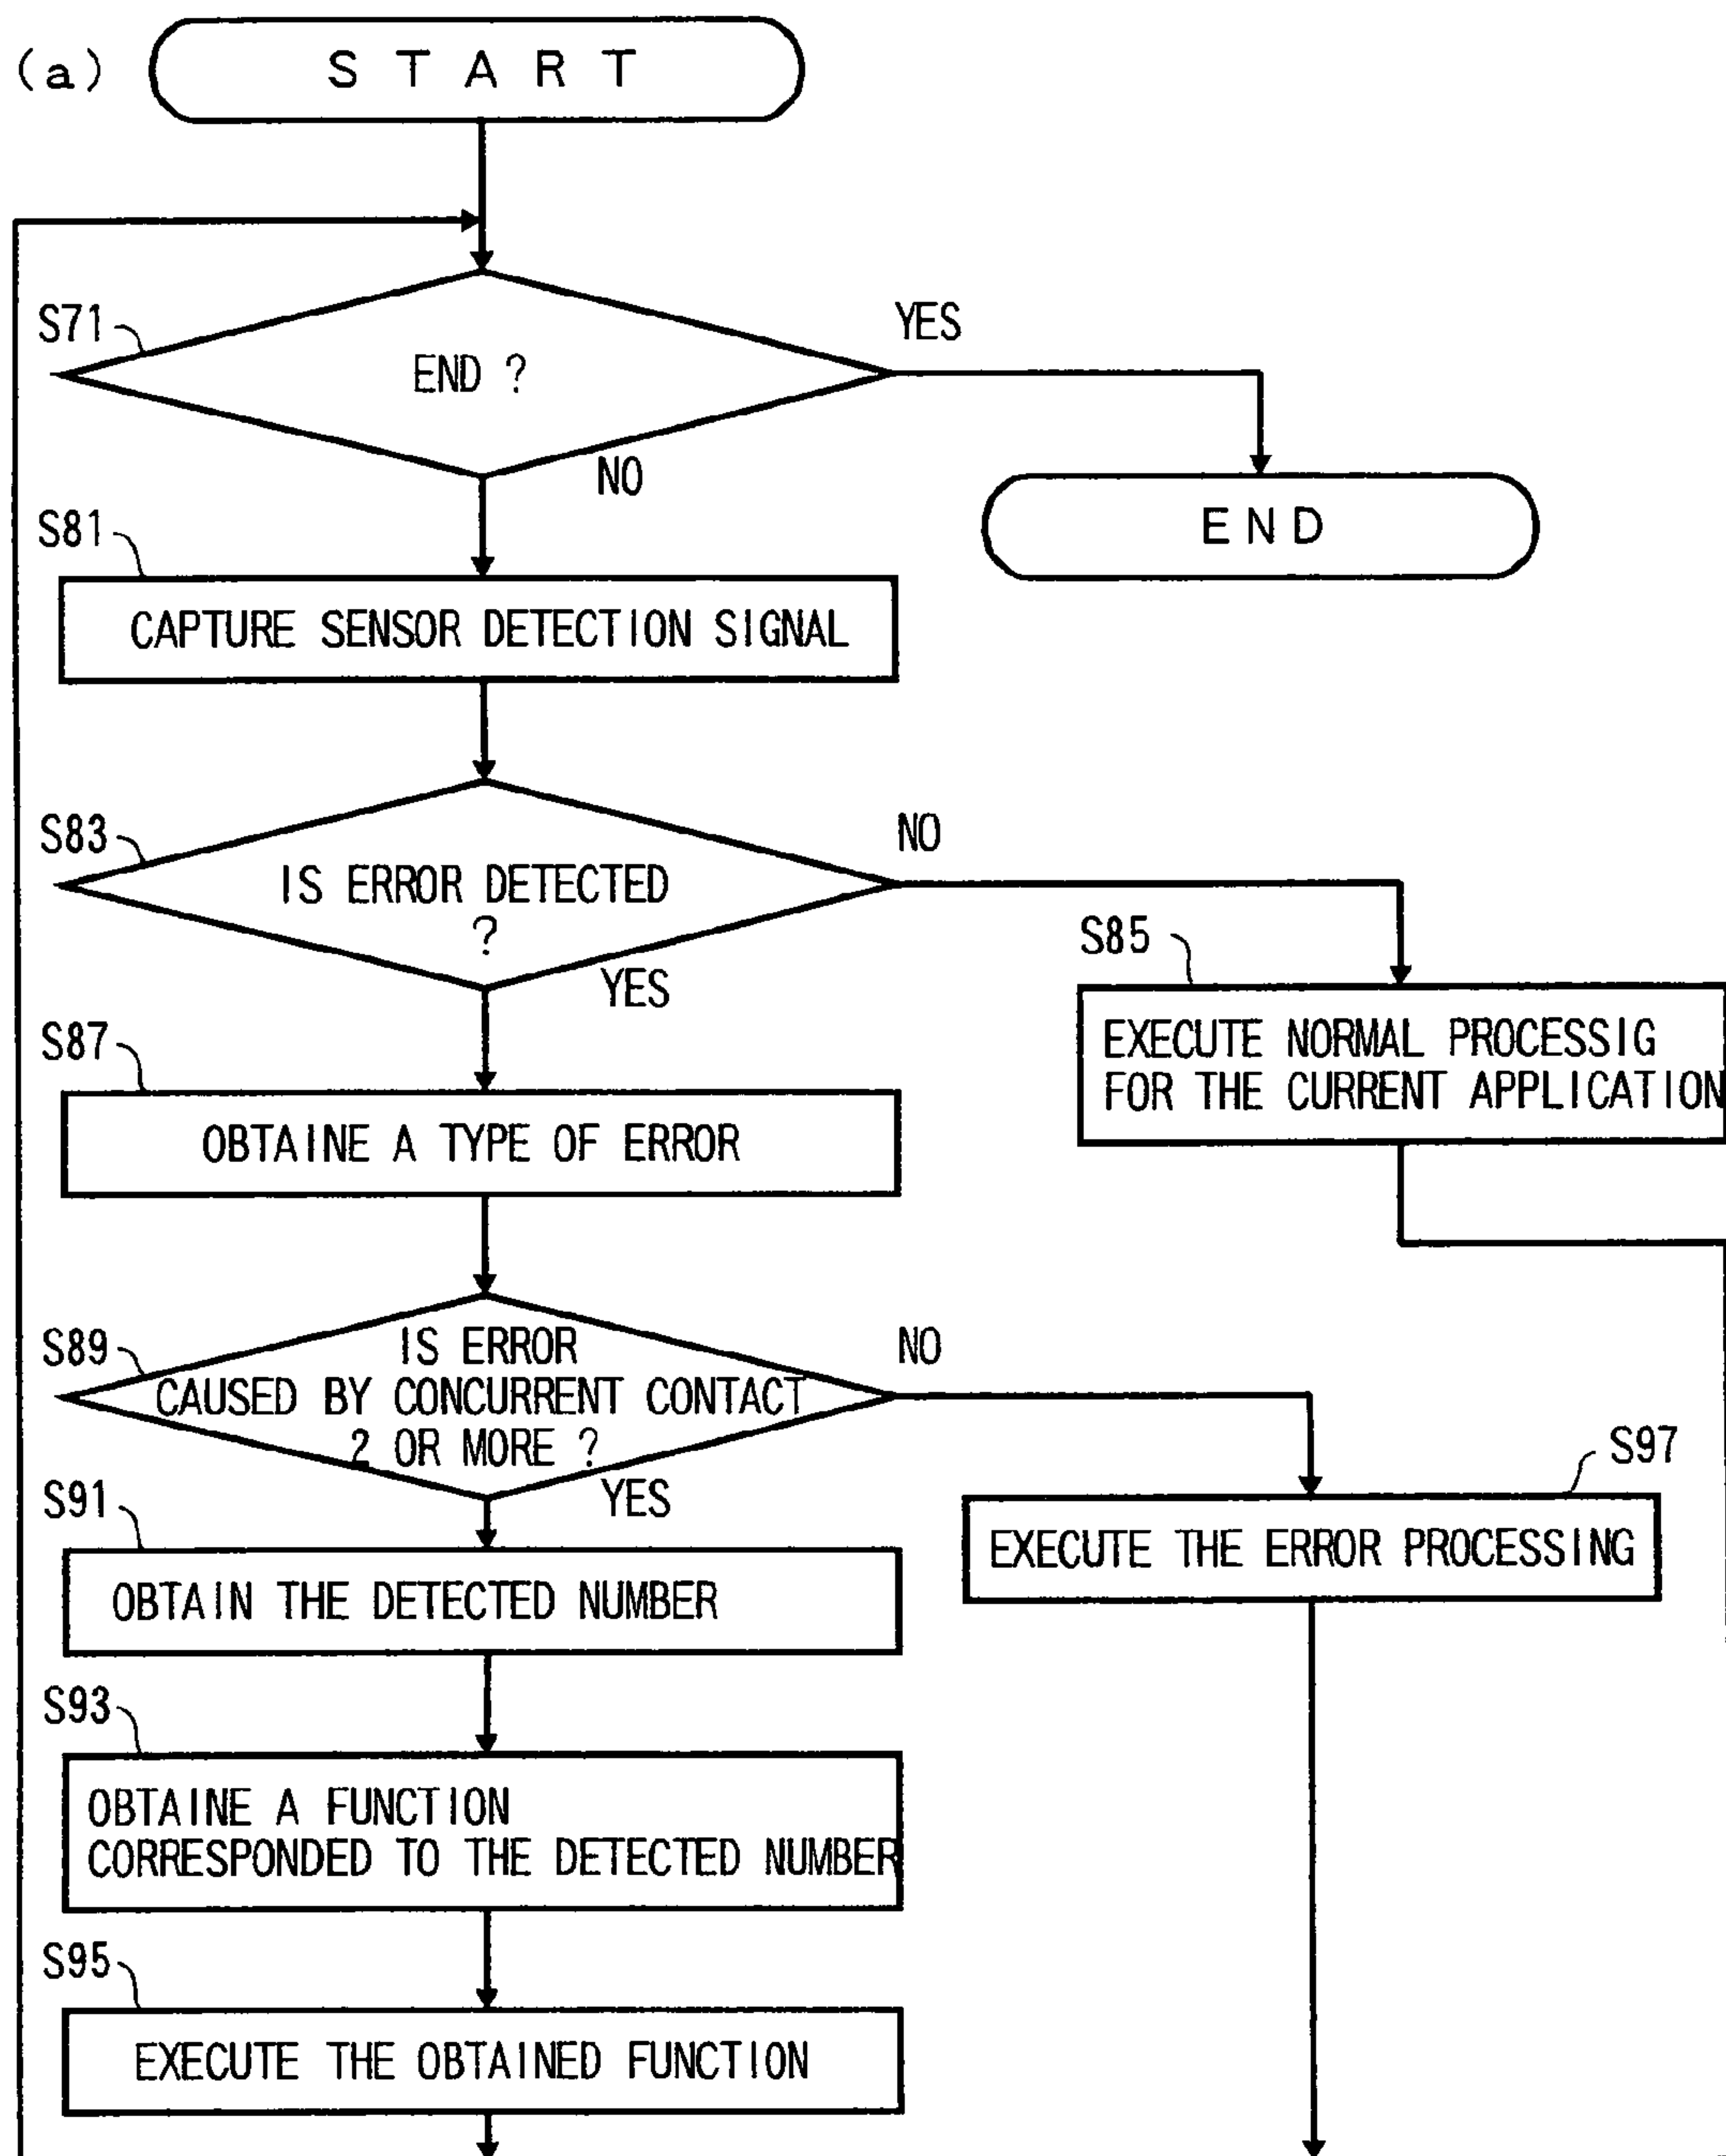 (a)
START
S71
END ?
YES
NO
END
S81
CAPTURE SENSOR DETECTION SIGNAL
S83
IS ERROR DETECTED
?
NO
YES
S85
EXECUTE NORMAL PROCESSIG
FOR THE CURRENT APPLICATION
S87
OBTAINE A TYPE OF ERROR
S89
IS ERROR
CAUSED BY CONCURRENT CONTACT
2 OR MORE ?
NO
YES
S97
EXECUTE THE ERROR PROCESSING
S91
OBTAIN THE DETECTED NUMBER
S93
OBTAINE A FUNCTION
CORRESPONDED TO THE DETECTED NUMBER
S95
EXECUTE THE OBTAINED FUNCTION